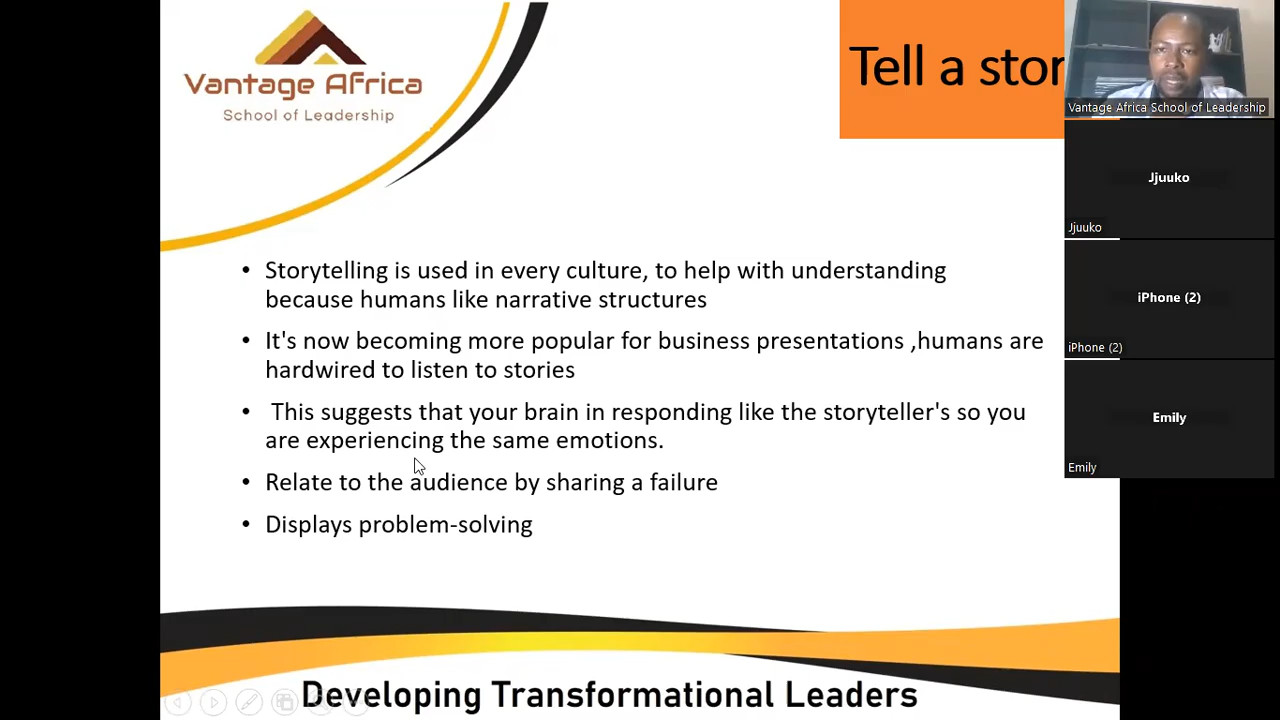 Vantage Africa
School of Leadership
Tell a stor
• Storytelling is used in every culture, to help with understanding
because humans like narrative structures
• It's now becoming more popular for business presentations ,humans are
hardwired to listen to stories
• This suggests that your brain in responding like the storyteller's so you
are experiencing the same emotions.
• Relate to the audience by sharing a failure
• Displays problem-solving
Developing Transformational Leaders
Vantage Africa School of Leadership
Jjuuko
Jjuuko
iPhone (2)
iPhone (2)
Emily
Emily